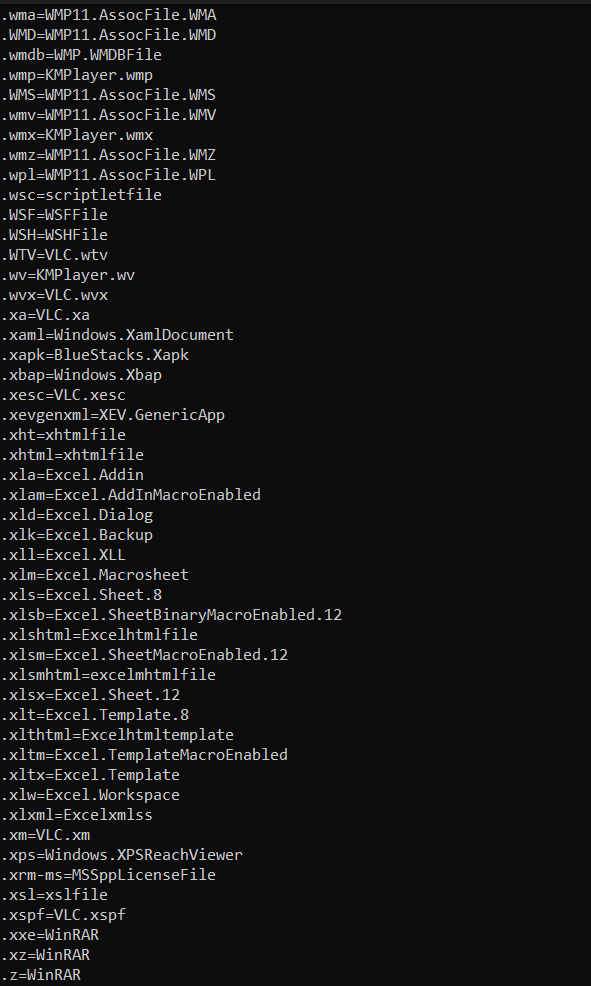 .wma=WMP11.AssocFile.WMA
.WMD=WMP11.AssocFile.WMD
.wmdb=WMP.WMDBFile
.wmp=KMPlayer.wmp
.WMS=WMP11.AssocFile.WMS
.wmv=WMP11.AssocFile.WMV
.wmx=KMPlayer.wmx
.wmz=WMP11.AssocFile.WMZ
.wpl=WMP11.AssocFile.WPL
.wsc=scriptletfile
.WSF=WSFFile
.WSH=WSHFile
.WTV=VLC.wtv
.wv=KMPlayer.wv
.wvx=VLC.wvx
.xa=VLC.xa
.xaml=Windows.XamlDocument
.xapk=BlueStacks.Xapk
.xbap=Windows.Xbap
.xesc=VLC.xesc
.xevgenxml=XEV.GenericApp
.xht=xhtmlfile
.xhtml=xhtmlfile
.xla=Excel.Addin
.xlam=Excel.AddInMacroEnabled
.xld=Excel.Dialog
.xlk=Excel.Backup
.xll=Excel.XLL
.xlm=Excel.Macrosheet
.xls=Excel.Sheet.8
.xlsb=Excel.SheetBinaryMacroEnabled.12
.xlshtml=Excelhtmlfile
.xlsm=Excel.SheetMacroEnabled.12
.xlsmhtml=excelmhtmlfile
.xlsx=Excel.Sheet.12
.xlt=Excel.Template.8
.xlthtml=Excelhtmltemplate
.xltm=Excel.TemplateMacroEnabled
.xltx=Excel.Template
.xlw=Excel.Workspace
.xlxml=Excelxmlss
.xm=VLC.xm
.xps=Windows.XPSReachViewer
.xrm-ms=MSSppLicenseFile
.xsl=xslfile
.xspf=VLC.xspf
.xxe=WinRAR
.xz=WinRAR
.z=WinRAR